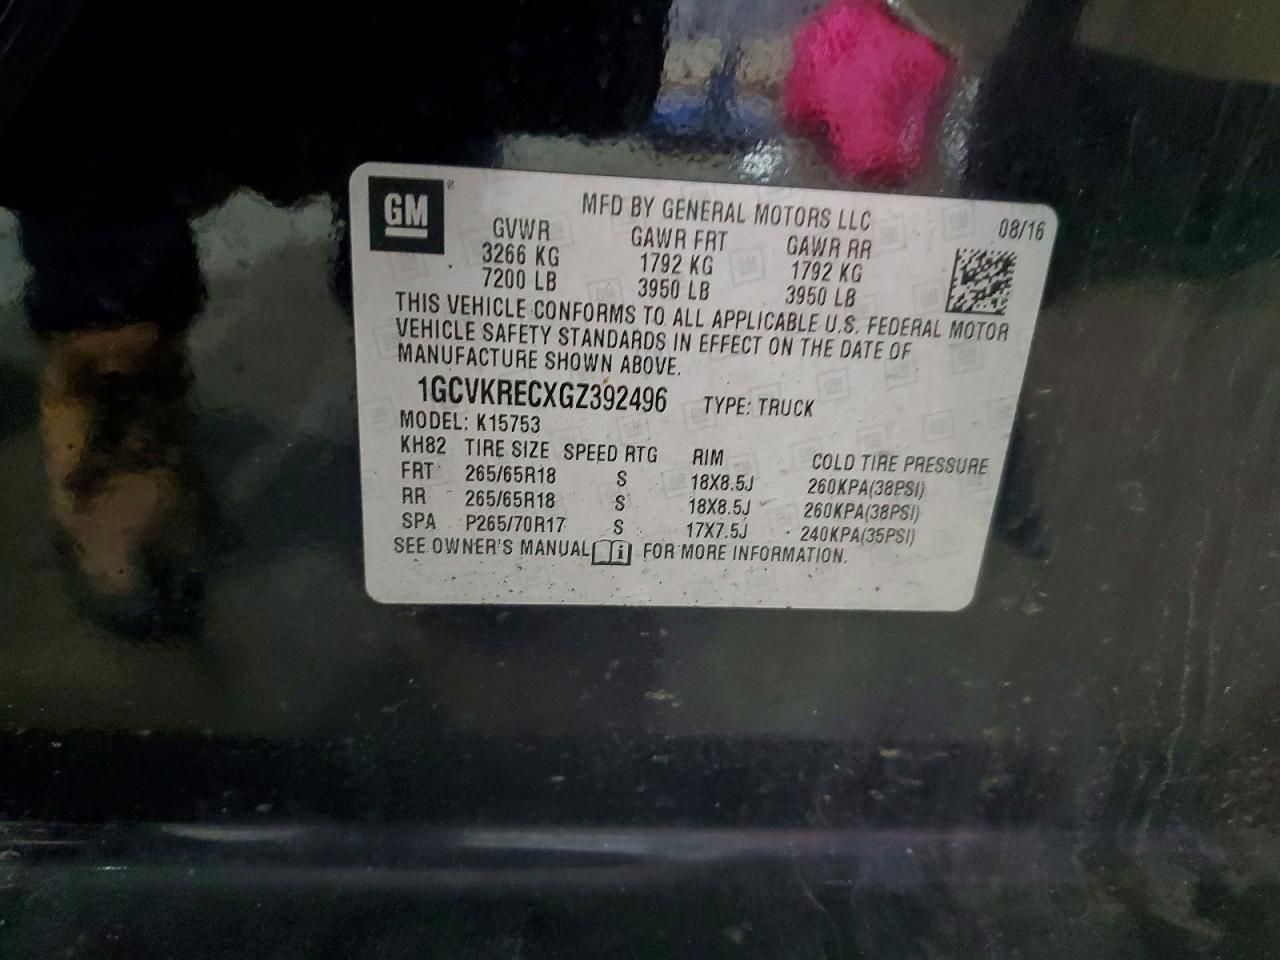 GM
MFD BY GENERAL MOTORS LLC 08/16
GVWR GAWR FRT GAWR RR
3266 KG 1792 KG 1792 KG
7200 LB 3950 LB 3950 LB
THIS VEHICLE CONFORMS TO ALL APPLICABLE U.S. FEDERAL MOTOR
VEHICLE SAFETY STANDARDS IN EFFECT ON THE DATE OF
MANUFACTURE SHOWN ABOVE.
1GCVKRECXGZ392496 TYPE: TRUCK
MODEL: K15753
KH82 TIRE SIZE SPEED RTG RIM COLD TIRE PRESSURE
FRT 265/65R18 S 18X8.5J 260KPA(38PSI)
RR 265/65R18 S 18X8.5J 260KPA(38PSI)
SPA P265/70R17 S 17X7.5J 240KPA(35PSI)
SEE OWNER'S MANUAL FOR MORE INFORMATION.